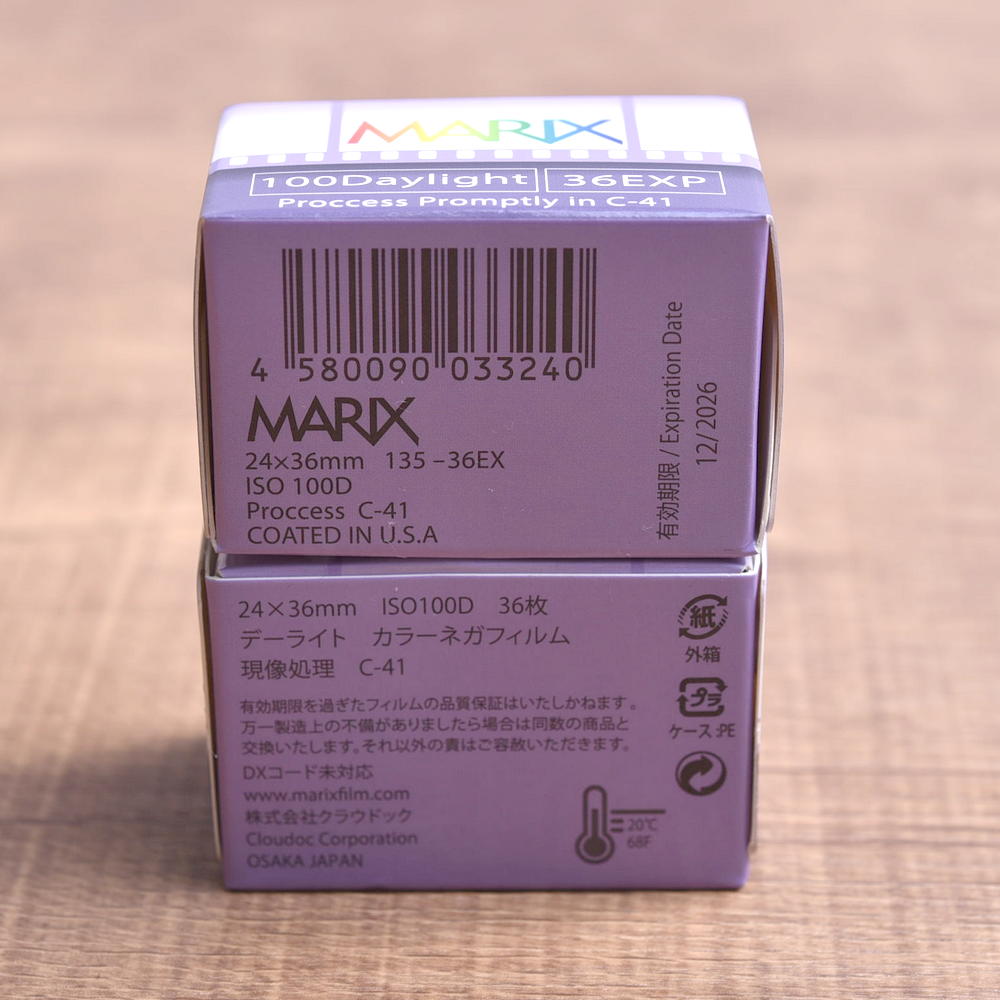 MARIX
100Daylight 36EXP
Proccess Promptly in C-41
4 580090 033240
MARIX
24×36mm 135-36EX
ISO 100D
Proccess C-41
COATED IN U.S.A
有効期限 / Expiration Date
12/2026
24×36mm ISO100D 36枚
デーライト カラーネガフィルム
現像処理 C-41
有効期限を過ぎたフィルムの品質保証はいたしかねます。
万一製造上の不備がありましたら場合は同数の商品と
交換いたします。それ以外の責はご容赦いただきます。
DXコード未対応
www.marixfilm.com
株式会社クラウドック
Cloudoc Corporation
OSAKA JAPAN
紙
外箱
プラ
ケース:PE
20℃
68F